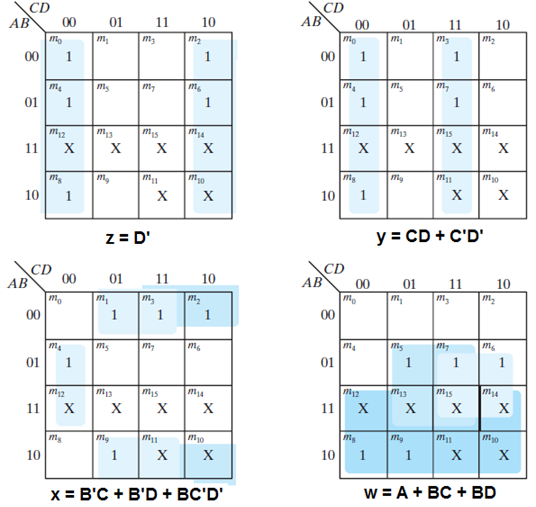 CD CD
AB 00 01 11 10 AB 00 01 11 10
m0 m1 m3 m2 m0 m1 m3 m2
00 1 1 00 1 1
m4 m5 m7 m6 m4 m5 m7 m6
01 1 1 01 1 1
m12 m13 m15 m14 m12 m13 m15 m14
11 X X X X 11 X X X X
m8 m9 m11 m10 m8 m9 m11 m10
10 1 X X 10 1 X X
z = D' y = CD + C'D'
CD CD
AB 00 01 11 10 AB 00 01 11 10
m0 m1 m3 m2 m0 m1 m3 m2
00 1 1 1 00
m4 m5 m7 m6 m4 m5 m7 m6
01 1 01 1 1 1
m12 m13 m15 m14 m12 m13 m15 m14
11 X X X X 11 X X X X
m8 m9 m11 m10 m8 m9 m11 m10
10 1 X X 10 1 1 X X
x = B'C + B'D + BC'D' w = A + BC + BD